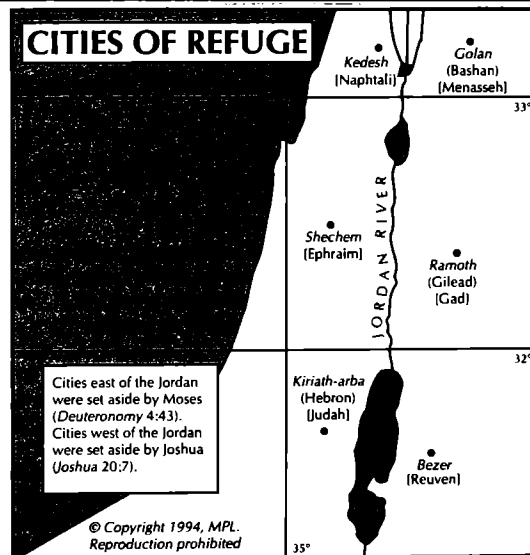 CITIES OF REFUGE
Kedesh
[Naphtali]
Golan
(Bashan)
[Menasseh]
33°
JORDAN RIVER
Shechem
[Ephraim]
Ramoth
(Gilead)
[Gad]
32°
Cities east of the Jordan
were set aside by Moses
(Deuteronomy 4:43).
Cities west of the Jordan
were set aside by Joshua
(Joshua 20:7).
Kiriath-arba
(Hebron)
[Judah]
Bezer
[Reuven]
© Copyright 1994, MPL.
Reproduction prohibited
35°